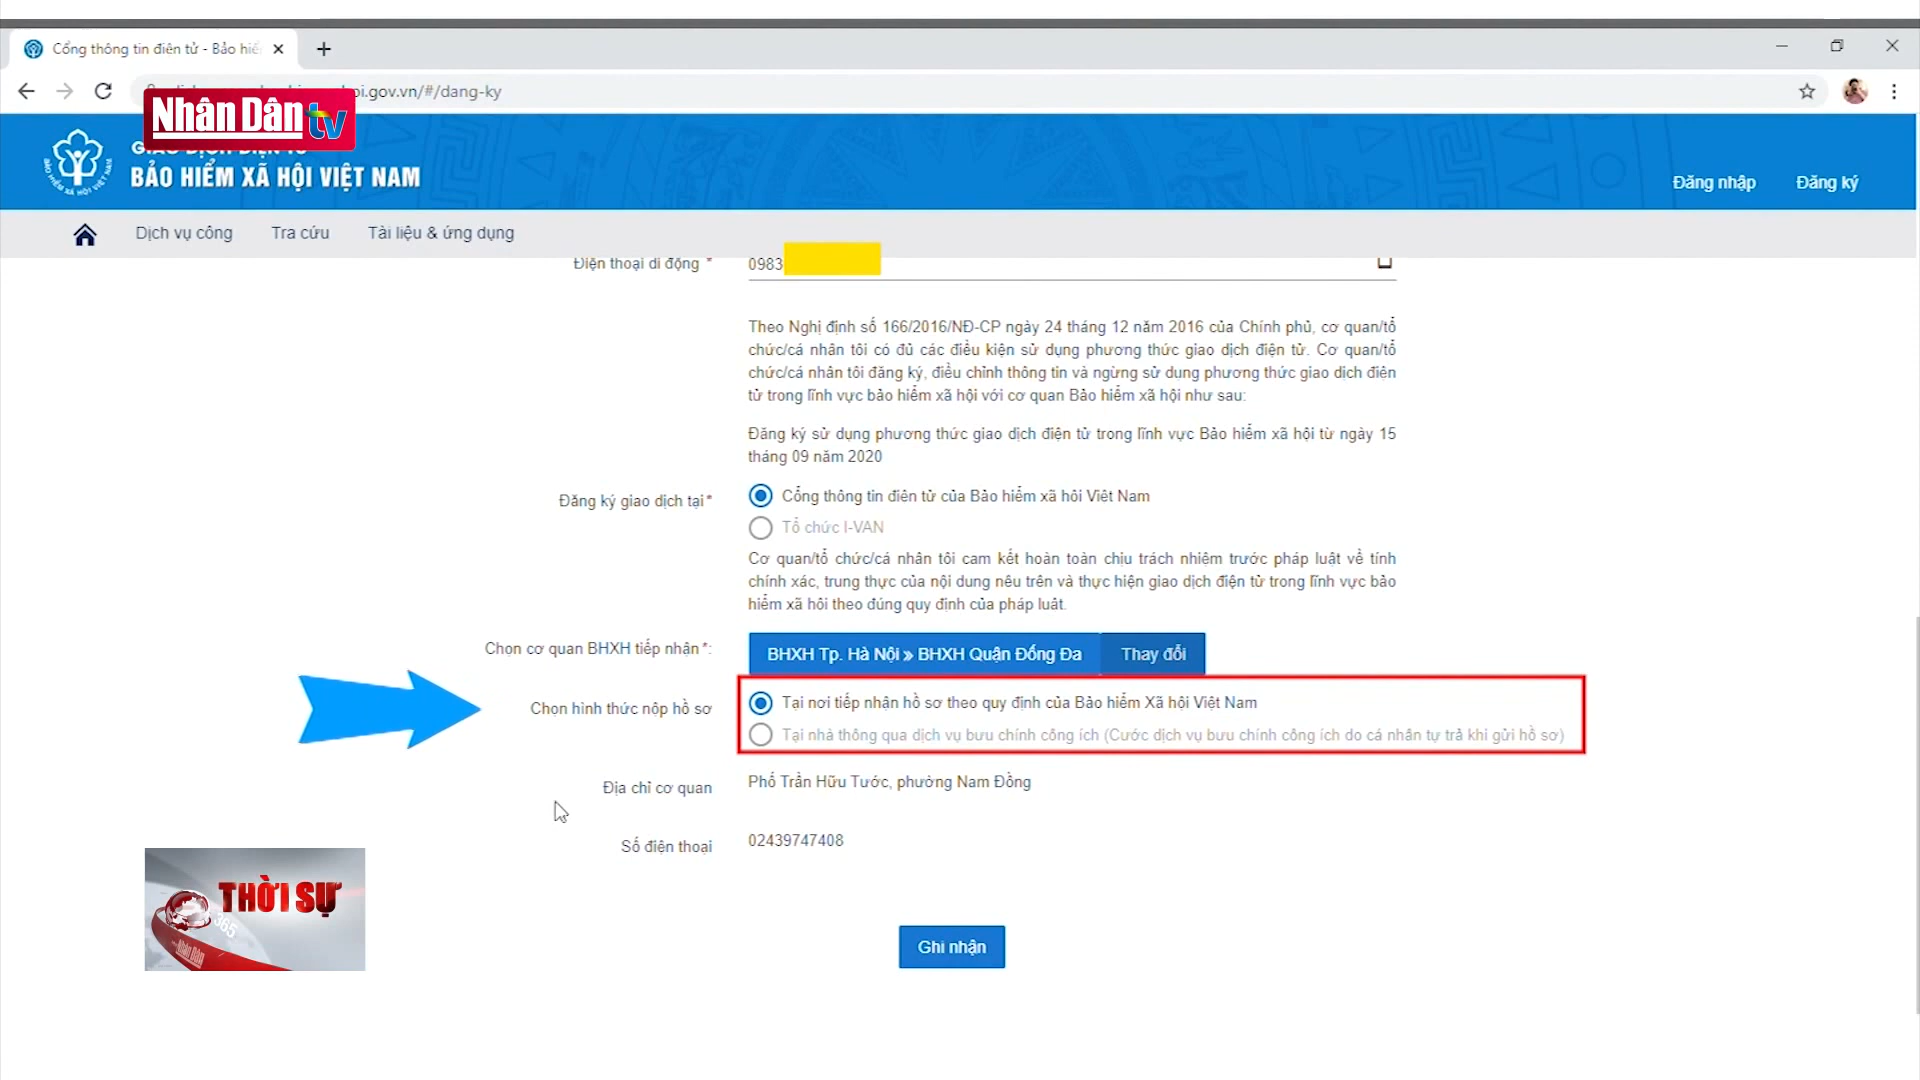 Cổng thông tin điện tử - Bảo hiể
.gov.vn/#/dang-ky
Nhân Dân tv
BẢO HIỂM XÃ HỘI VIỆT NAM
Đăng nhập
Đăng ký
Dịch vụ công
Tra cứu
Tài liệu & ứng dụng
Điện thoại di động *
0983
Theo Nghị định số 166/2016/NĐ-CP ngày 24 tháng 12 năm 2016 của Chính phủ, cơ quan/tổ
chức/cá nhân tôi có đủ các điều kiện sử dụng phương thức giao dịch điện tử. Cơ quan/tổ
chức/cá nhân tôi đăng ký, điều chỉnh thông tin và ngừng sử dụng phương thức giao dịch điện
tử trong lĩnh vực bảo hiểm xã hội với cơ quan Bảo hiểm xã hội như sau:
Đăng ký sử dụng phương thức giao dịch điện tử trong lĩnh vực Bảo hiểm xã hội từ ngày 15
tháng 09 năm 2020
Đăng ký giao dịch tại*
Cổng thông tin điện tử của Bảo hiểm xã hội Việt Nam
Tổ chức I-VAN
Cơ quan/tổ chức/cá nhân tôi cam kết hoàn toàn chịu trách nhiệm trước pháp luật về tính
chính xác, trung thực của nội dung nêu trên và thực hiện giao dịch điện tử trong lĩnh vực bảo
hiểm xã hội theo đúng quy định của pháp luật.
Chọn cơ quan BHXH tiếp nhận*:
BHXH Tp. Hà Nội » BHXH Quận Đống Đa
Thay đổi
Chọn hình thức nộp hồ sơ
Tại nơi tiếp nhận hồ sơ theo quy định của Bảo hiểm Xã hội Việt Nam
Tại nhà thông qua dịch vụ bưu chính công ích (Cước dịch vụ bưu chính công ích do cá nhân tự trả khi gửi hồ sơ)
Địa chỉ cơ quan
Phố Trần Hữu Tước, phường Nam Đồng
Số điện thoại
02439747408
THỜI SỰ
365
Nhân Dân
Ghi nhận